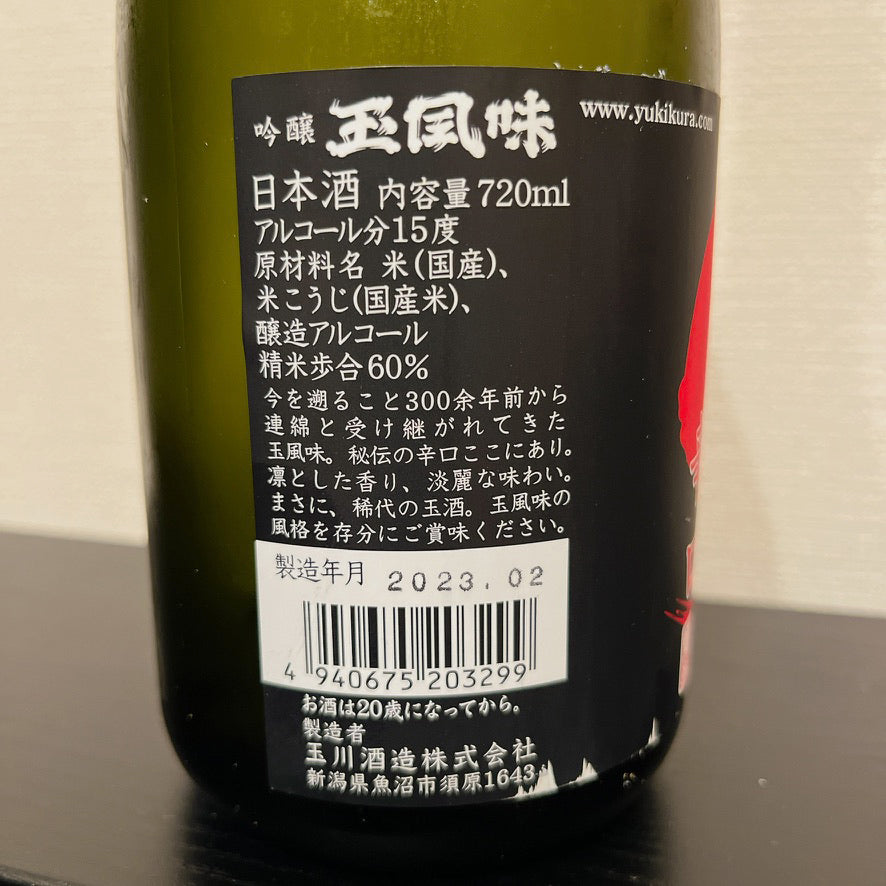 吟醸 玉風味
www.yukikura.com
日本酒 内容量720ml
アルコール分15度
原材料名 米(国産)、
米こうじ(国産米)、
醸造アルコール
精米歩合60%
今を遡ること300余年前から
連綿と受け継がれてきた
玉風味。秘伝の辛口ここにあり。
凛とした香り、淡麗な味わい。
まさに、稀代の玉酒。玉風味の
風格を存分にご賞味ください。
製造年月 2023.02
4 940675 203299
お酒は20歳になってから。
製造者
玉川酒造株式会社
新潟県魚沼市須原1643